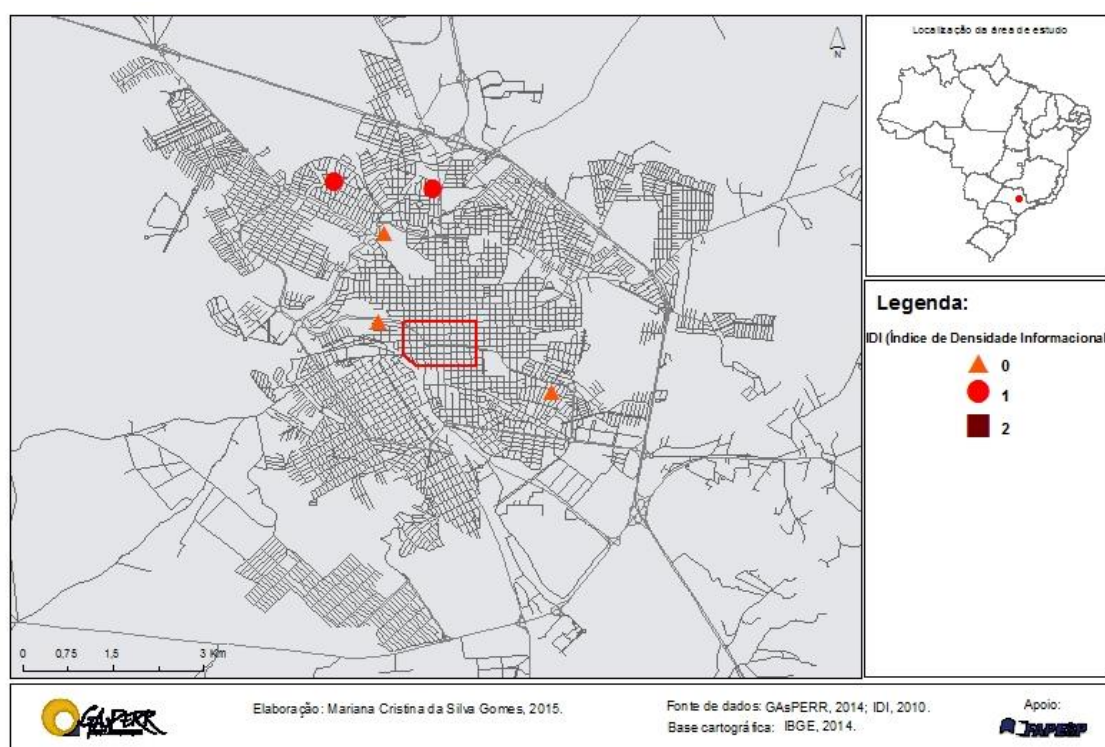 N
Localização da área de estudo
Legenda:
IDI (Índice de Densidade Informacional
0
1
2
0 0,75 1,5 3 Km
GAsPERR
Elaboração: Mariana Cristina da Silva Gomes, 2015.
Fonte de dados: GAsPERR, 2014; IDI, 2010.
Base cartográfica: IBGE, 2014.
Apoio:
FAPESP